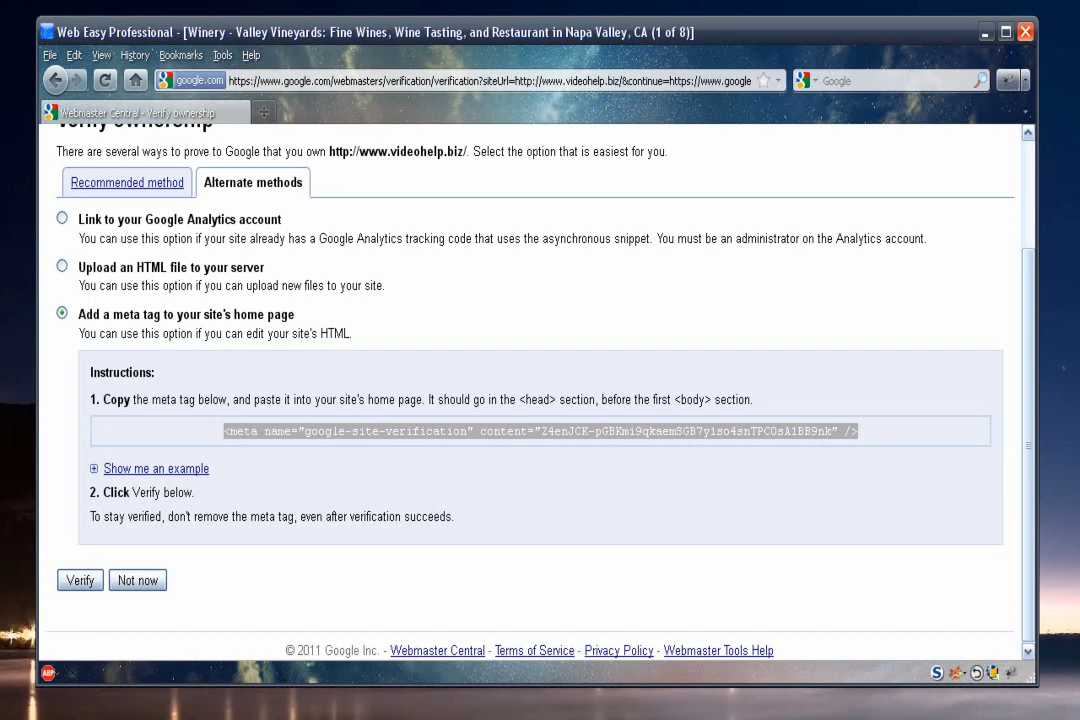 Web Easy Professional - [Winery - Valley Vineyards: Fine Wines, Wine Tasting, and Restaurant in Napa Valley, CA (1 of 8)]
File Edit View History Bookmarks Tools Help
google.com https://www.google.com/webmasters/verification/verification?siteUrl=http://www.videohelp.biz/&continue=https://www.google Google
Webmaster Central - Verify ownership
Verify ownership
There are several ways to prove to Google that you own http://www.videohelp.biz/. Select the option that is easiest for you.
Recommended method Alternate methods
Link to your Google Analytics account
You can use this option if your site already has a Google Analytics tracking code that uses the asynchronous snippet. You must be an administrator on the Analytics account.
Upload an HTML file to your server
You can use this option if you can upload new files to your site.
Add a meta tag to your site's home page
You can use this option if you can edit your site's HTML.
Instructions:
1. Copy the meta tag below, and paste it into your site's home page. It should go in the <head> section, before the first <body> section.
<meta name="google-site-verification" content="Z4enJCK-pGBKmi9qkaemSGB7y1so4snTPC0sA1BB9nk" />
Show me an example
2. Click Verify below.
To stay verified, don't remove the meta tag, even after verification succeeds.
Verify Not now
© 2011 Google Inc. - Webmaster Central - Terms of Service - Privacy Policy - Webmaster Tools Help
ABP S